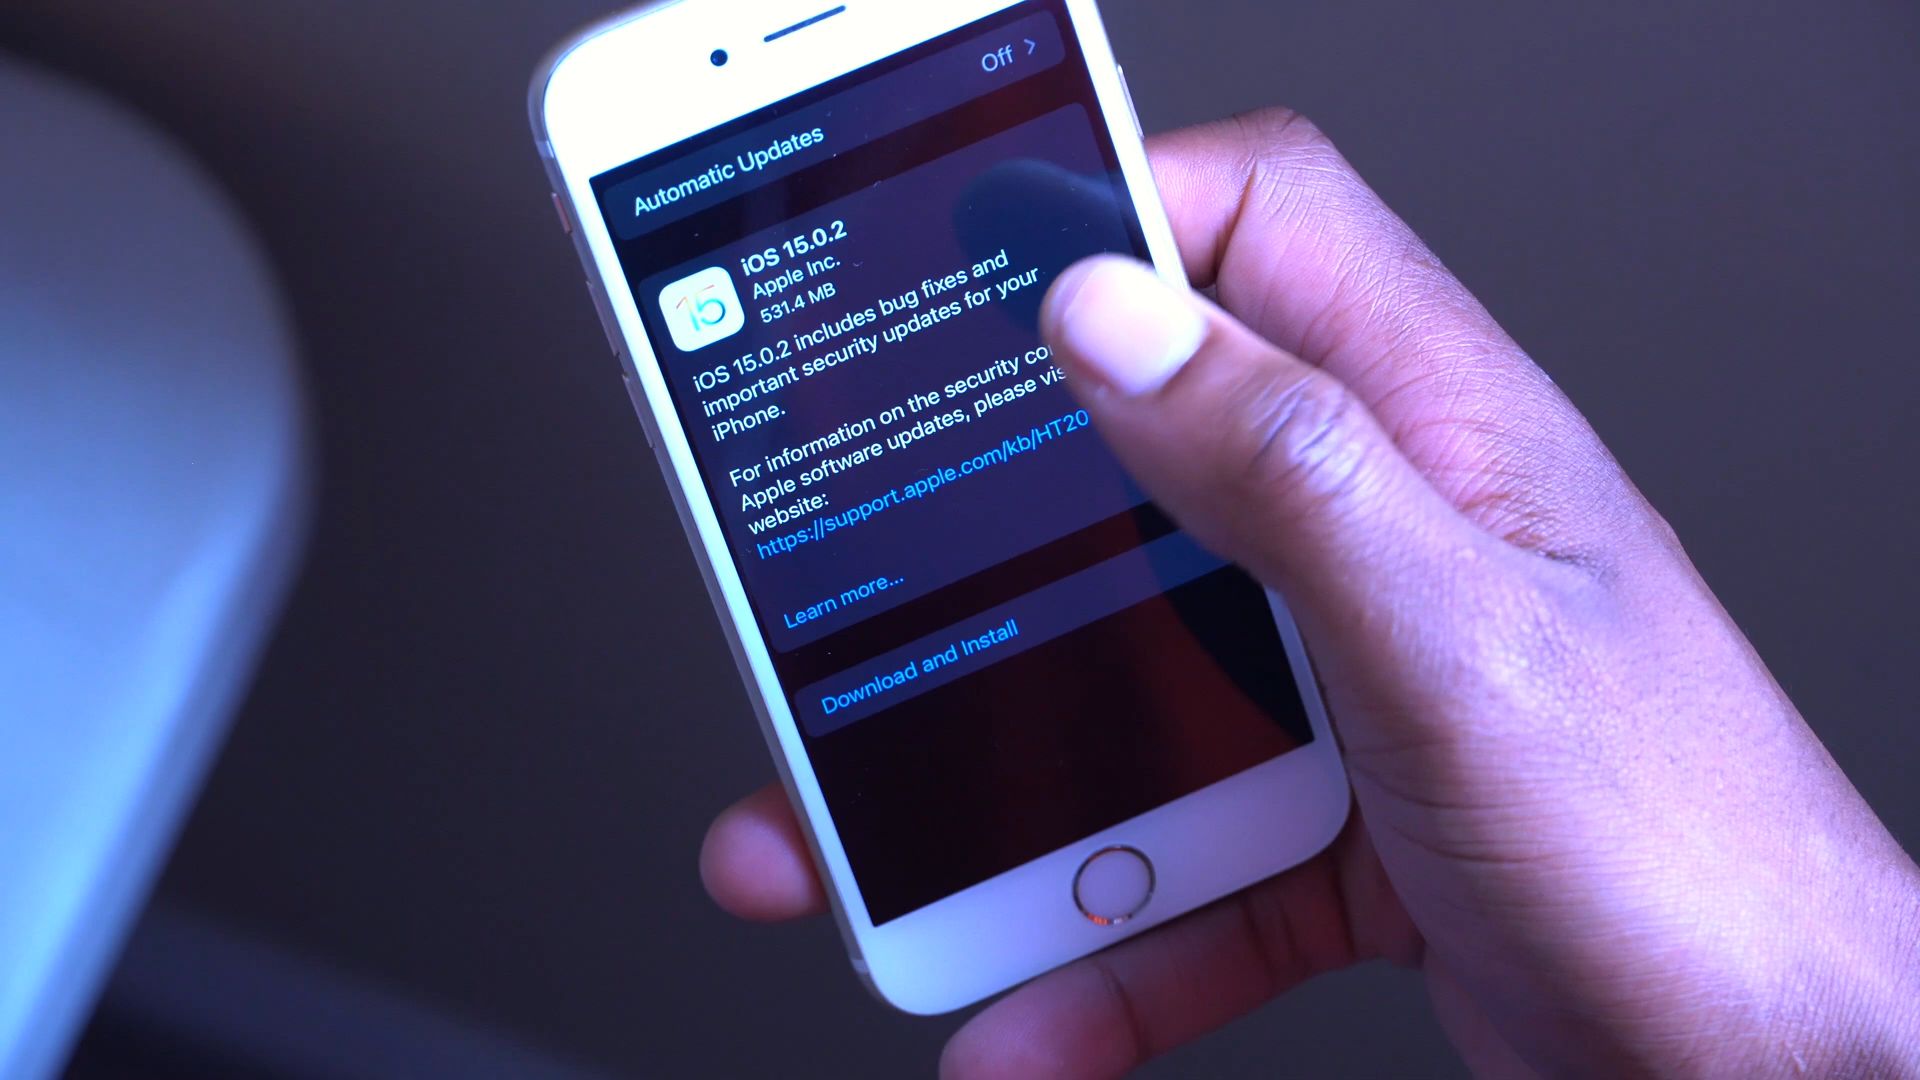 Automatic Updates Off
15
iOS 15.0.2
Apple Inc.
531.4 MB
iOS 15.0.2 includes bug fixes and
important security updates for your
iPhone.
For information on the security
Apple software updates, please
website:
https://support.apple.com/kb/HT20
Learn more...
Download and Install